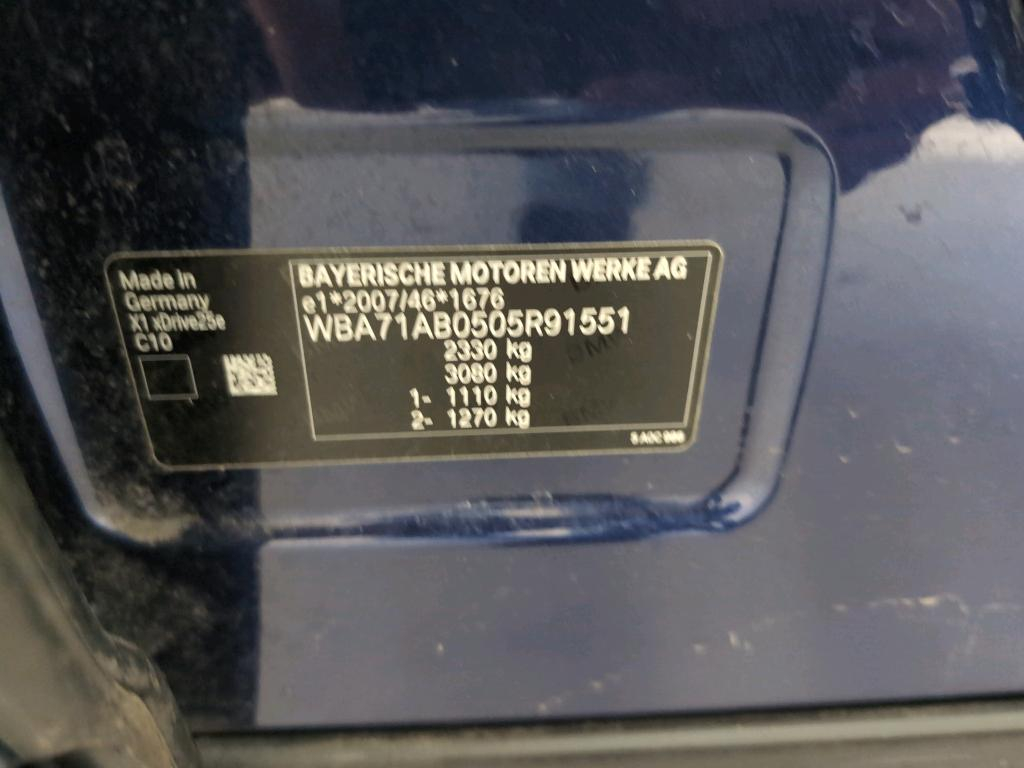 Made in
Germany
X1 xDrive25e
C10
BAYERISCHE MOTOREN WERKE AG
e1*2007/46*1676
WBA71AB0505R91551
2330 kg
3080 kg
1- 1110 kg
2- 1270 kg